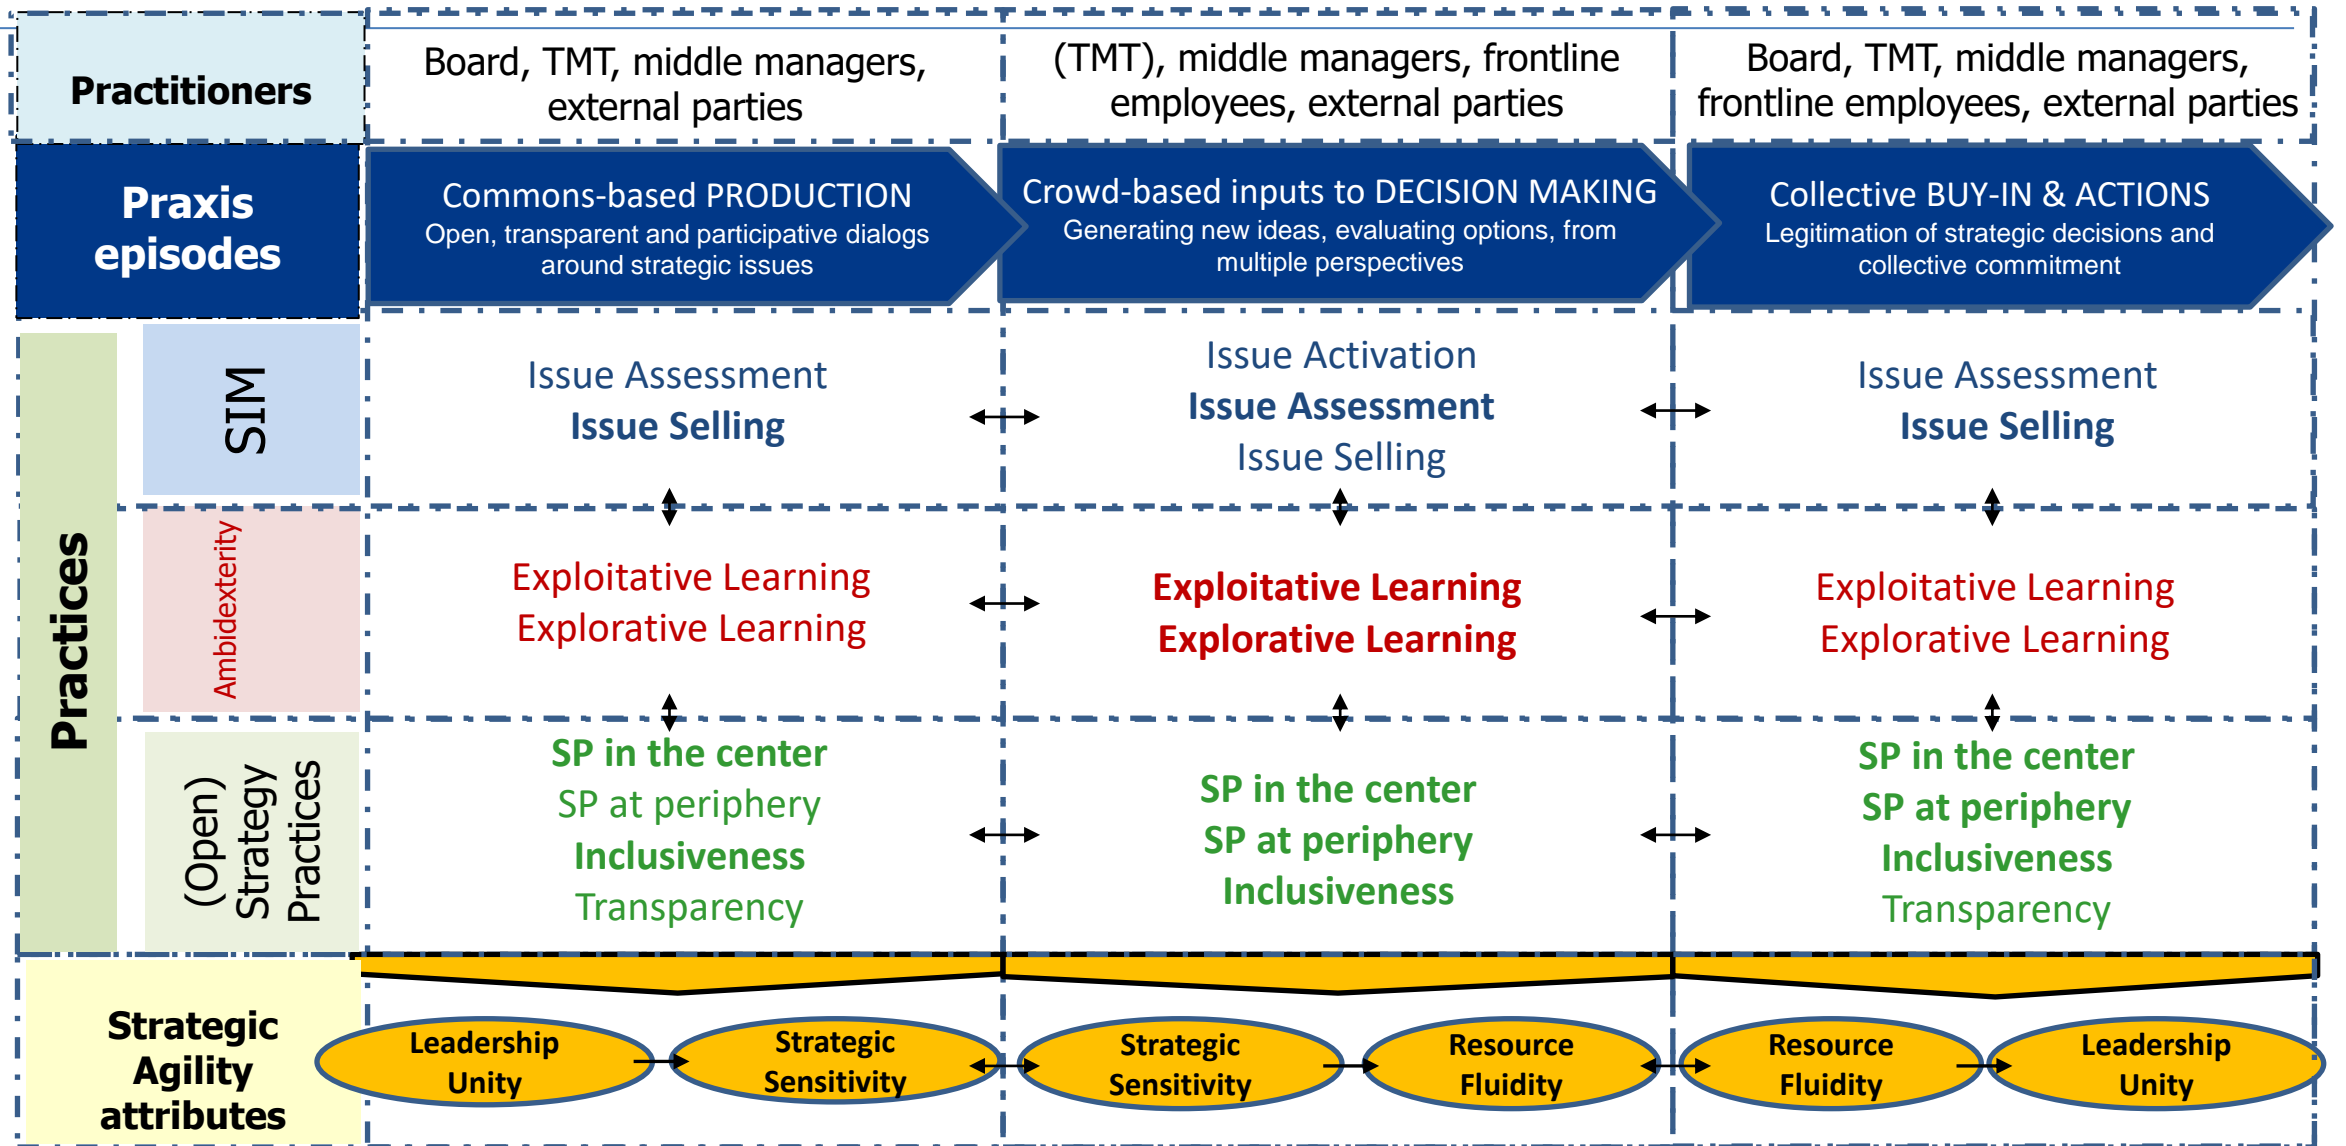 Practitioners
Board, TMT, middle managers,
external parties
(TMT), middle managers, frontline
employees, external parties
Board, TMT, middle managers,
frontline employees, external parties
Praxis
episodes
Commons-based PRODUCTION
Open, transparent and participative dialogs
around strategic issues
Crowd-based inputs to DECISION MAKING
Generating new ideas, evaluating options, from
multiple perspectives
Collective BUY-IN & ACTIONS
Legitimation of strategic decisions and
collective commitment
Practices
SIM
Issue Assessment
Issue Selling
Issue Activation
Issue Assessment
Issue Selling
Issue Assessment
Issue Selling
Ambidexterity
Exploitative Learning
Explorative Learning
Exploitative Learning
Explorative Learning
Exploitative Learning
Explorative Learning
(Open)
Strategy
Practices
SP in the center
SP at periphery
Inclusiveness
Transparency
SP in the center
SP at periphery
Inclusiveness
SP in the center
SP at periphery
Inclusiveness
Transparency
Strategic
Agility
attributes
Leadership
Unity
Strategic
Sensitivity
Strategic
Sensitivity
Resource
Fluidity
Resource
Fluidity
Leadership
Unity